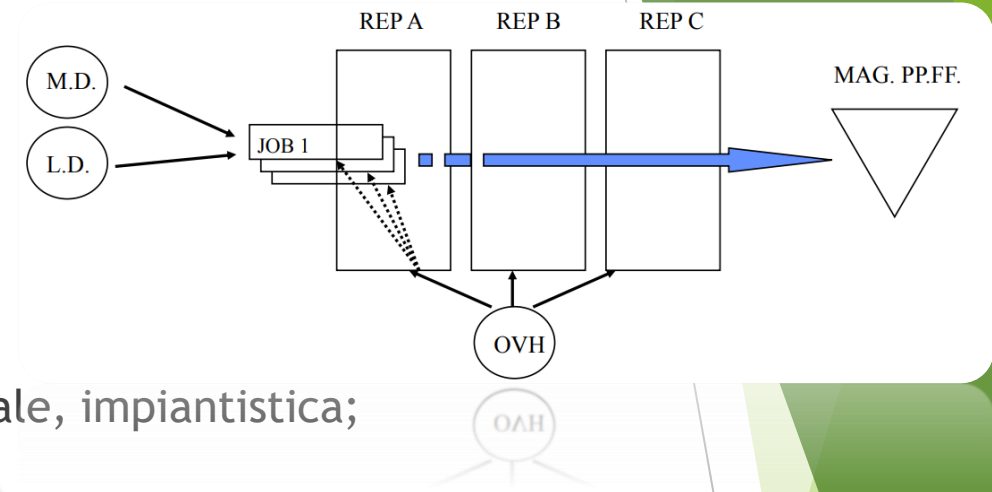 REP A
REP B
REP C
MAG. PP.FF.
M.D.
L.D.
JOB 1
OVH
ale, impiantistica;
OVH